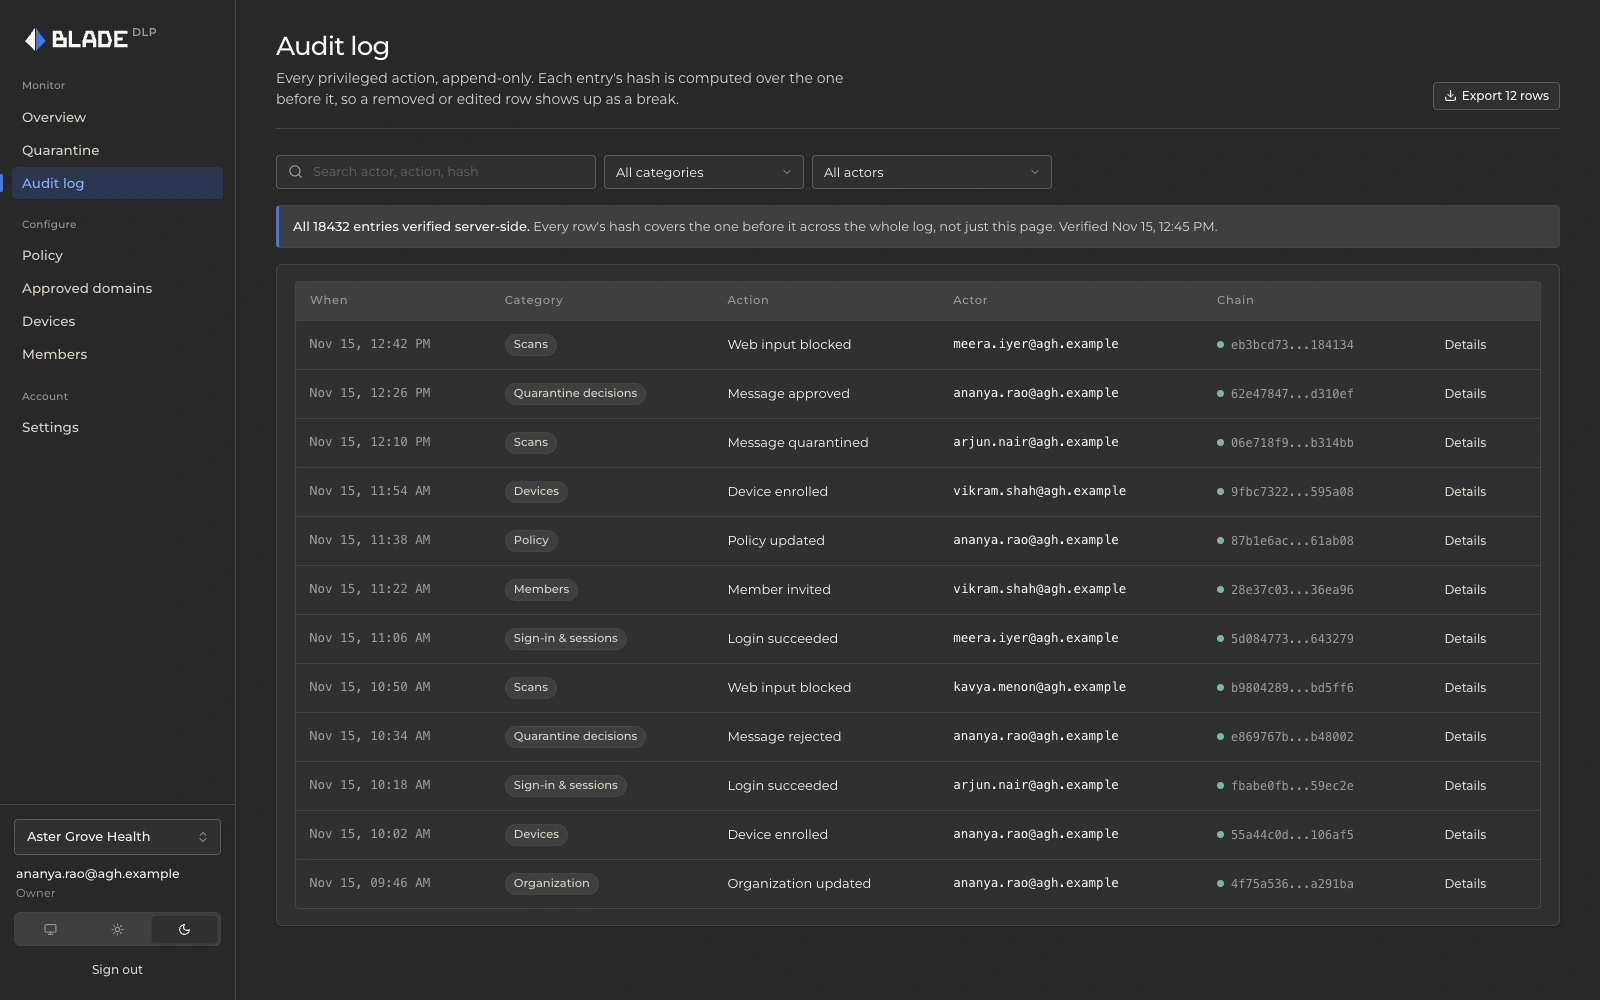 BLADE DLP
Monitor
Overview
Quarantine
Audit log
Configure
Policy
Approved domains
Devices
Members
Account
Settings
Aster Grove Health
ananya.rao@agh.example
Owner
Sign out
Audit log
Every privileged action, append-only. Each entry's hash is computed over the one
before it, so a removed or edited row shows up as a break.
Export 12 rows
Search actor, action, hash
All categories
All actors
All 18432 entries verified server-side. Every row's hash covers the one before it across the whole log, not just this page. Verified Nov 15, 12:45 PM.
When Category Action Actor Chain
Nov 15, 12:42 PM Scans Web input blocked meera.iyer@agh.example eb3bcd73...184134 Details
Nov 15, 12:26 PM Quarantine decisions Message approved ananya.rao@agh.example 62e47847...d310ef Details
Nov 15, 12:10 PM Scans Message quarantined arjun.nair@agh.example 06e718f9...b314bb Details
Nov 15, 11:54 AM Devices Device enrolled vikram.shah@agh.example 9fbc7322...595a08 Details
Nov 15, 11:38 AM Policy Policy updated ananya.rao@agh.example 87b1e6ac...61ab08 Details
Nov 15, 11:22 AM Members Member invited vikram.shah@agh.example 28e37c03...36ea96 Details
Nov 15, 11:06 AM Sign-in & sessions Login succeeded meera.iyer@agh.example 5d084773...643279 Details
Nov 15, 10:50 AM Scans Web input blocked kavya.menon@agh.example b9804289...bd5ff6 Details
Nov 15, 10:34 AM Quarantine decisions Message rejected ananya.rao@agh.example e869767b...b48002 Details
Nov 15, 10:18 AM Sign-in & sessions Login succeeded arjun.nair@agh.example fbabe0fb...59ec2e Details
Nov 15, 10:02 AM Devices Device enrolled ananya.rao@agh.example 55a44c0d...106af5 Details
Nov 15, 09:46 AM Organization Organization updated ananya.rao@agh.example 4f75a536...a291ba Details